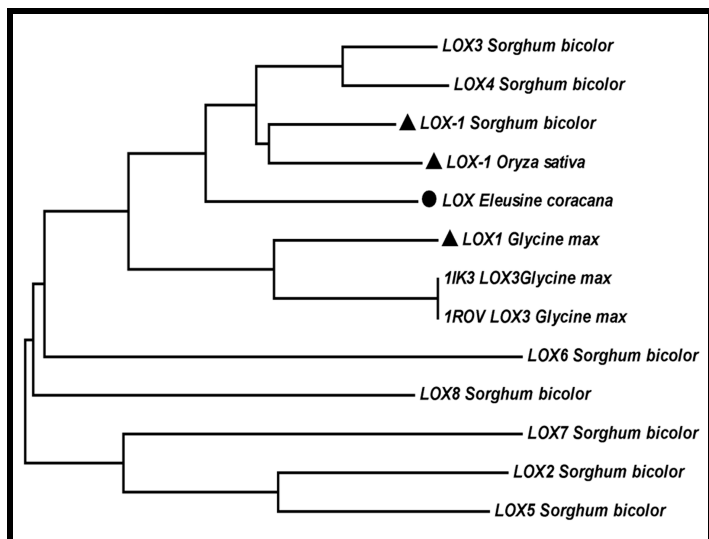 LOX3 Sorghum bicolor
LOX4 Sorghum bicolor
LOX-1 Sorghum bicolor
LOX-1 Oryza sativa
LOX Eleusine coracana
LOX1 Glycine max
1IK3 LOX3Glycine max
1ROV LOX3 Glycine max
LOX6 Sorghum bicolor
LOX8 Sorghum bicolor
LOX7 Sorghum bicolor
LOX2 Sorghum bicolor
LOX5 Sorghum bicolor